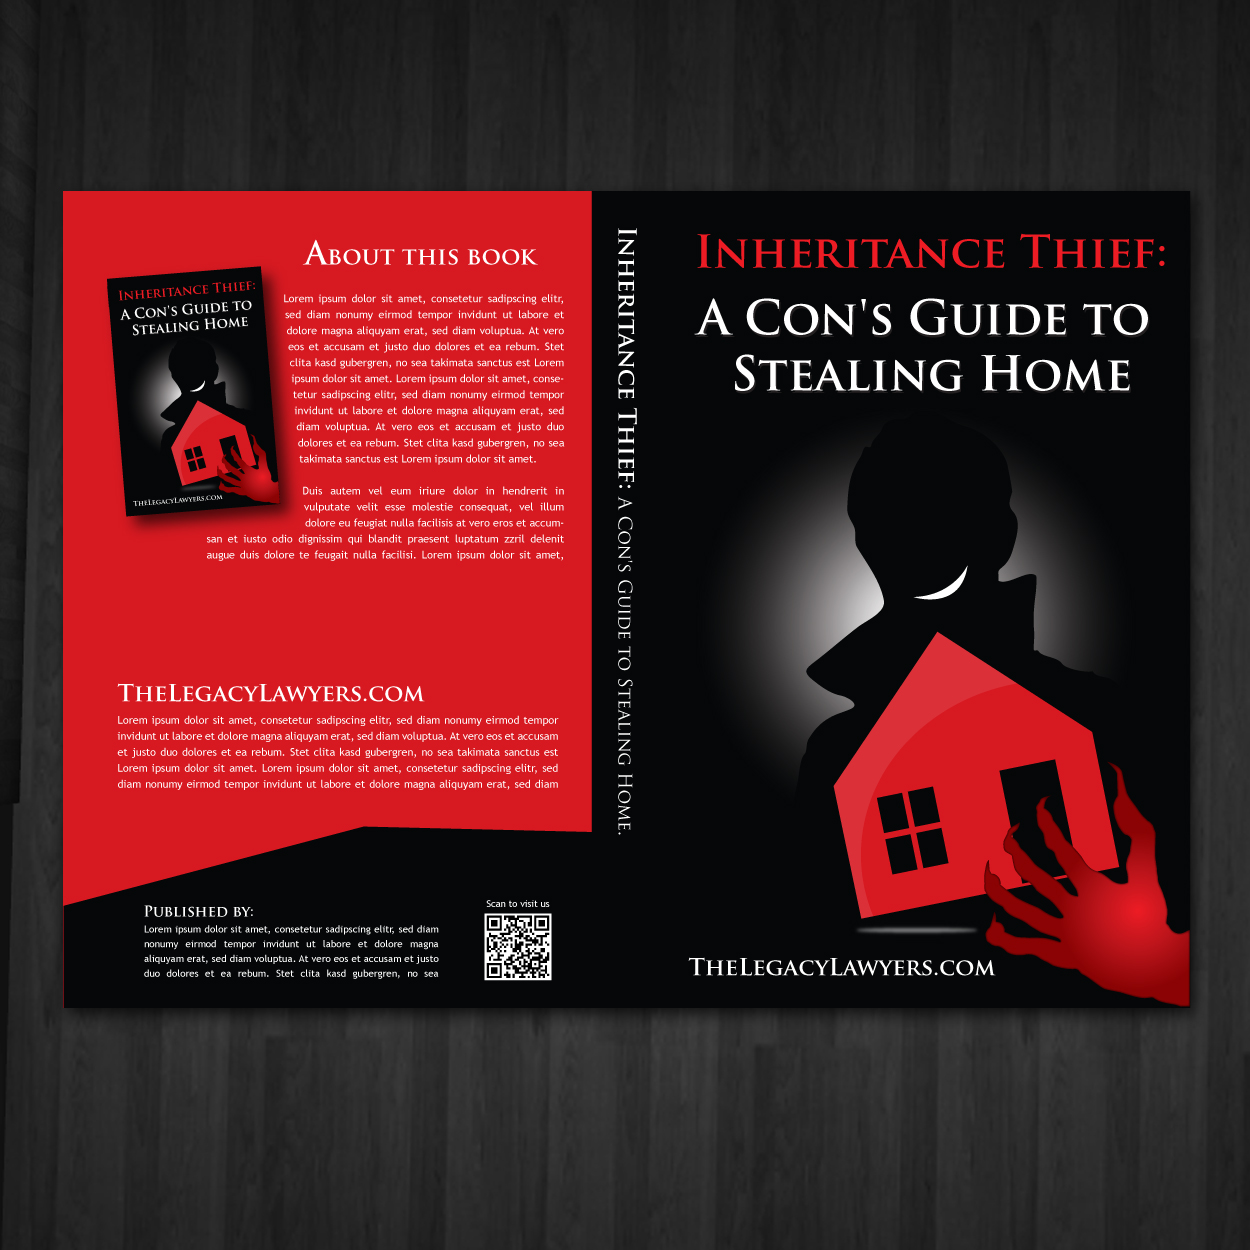 About this book
Inheritance Thief:
A Con's Guide to
Stealing Home
TheLegacyLawyers.com
Lorem ipsum dolor sit amet, consetetur sadipscing elitr,
sed diam nonumy eirmod tempor invidunt ut labore et
dolore magna aliquyam erat, sed diam voluptua. At vero
eos et accusam et justo duo dolores et ea rebum. Stet
clita kasd gubergren, no sea takimata sanctus est Lorem
ipsum dolor sit amet. Lorem ipsum dolor sit amet, conse-
tetur sadipscing elitr, sed diam nonumy eirmod tempor
invidunt ut labore et dolore magna aliquyam erat, sed
diam voluptua. At vero eos et accusam et justo duo
dolores et ea rebum. Stet clita kasd gubergren, no sea
takimata sanctus est Lorem ipsum dolor sit amet.
Duis autem vel eum iriure dolor in hendrerit in
vulputate velit esse molestie consequat, vel illum
dolore eu feugiat nulla facilisis at vero eros et accum-
san et iusto odio dignissim qui blandit praesent luptatum zzril delenit
augue duis dolore te feugait nulla facilisi. Lorem ipsum dolor sit amet,
TheLegacyLawyers.com
Lorem ipsum dolor sit amet, consetetur sadipscing elitr, sed diam nonumy eirmod tempor
invidunt ut labore et dolore magna aliquyam erat, sed diam voluptua. At vero eos et accusam
et justo duo dolores et ea rebum. Stet clita kasd gubergren, no sea takimata sanctus est
Lorem ipsum dolor sit amet. Lorem ipsum dolor sit amet, consetetur sadipscing elitr, sed
diam nonumy eirmod tempor invidunt ut labore et dolore magna aliquyam erat, sed diam
Published by:
Lorem ipsum dolor sit amet, consetetur sadipscing elitr, sed diam
nonumy eirmod tempor invidunt ut labore et dolore magna
aliquyam erat, sed diam voluptua. At vero eos et accusam et justo
duo dolores et ea rebum. Stet clita kasd gubergren, no sea
Scan to visit us
Inheritance Thief: A Con's Guide to Stealing Home.
Inheritance Thief:
A Con's Guide to
Stealing Home
TheLegacyLawyers.com